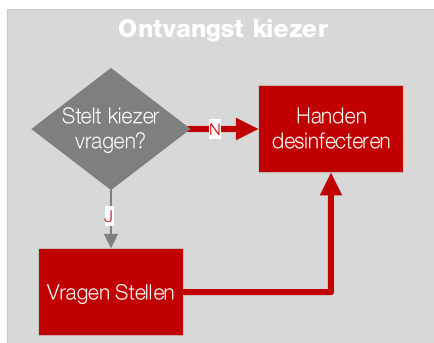 Ontvangst kiezer
Stelt kiezer
vragen?
N
Handen
desinfecteren
J
Vragen Stellen